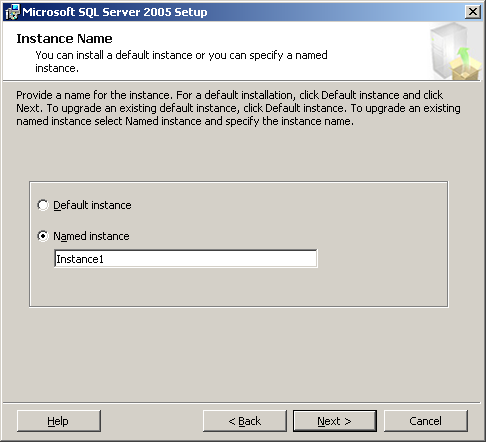 Microsoft SQL Server 2005 Setup
Instance Name
You can install a default instance or you can specify a named
instance.
Provide a name for the instance. For a default installation, click Default instance and click
Next. To upgrade an existing default instance, click Default instance. To upgrade an existing
named instance select Named instance and specify the instance name.
Default instance
Named instance
Instance1
Help
< Back
Next >
Cancel